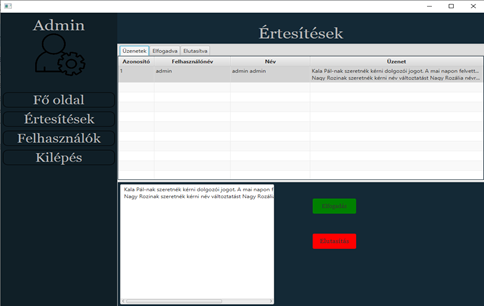 Admin
Értesítések
Fő oldal
Értesítések
Felhasználók
Kilépés
Üzenetek Elfogadva Elutasítva
Azonosító Felhasználónév Név Üzenet
1 admin admin admin Kala Pál-nak szeretnék kérni dolgozói jogot. A mai napon felvett...
Nagy Rozinak szeretnék kérni név változtatást Nagy Rozália névr...
Kala Pál-nak szeretnék kérni dolgozói jogot. A mai napon f
Nagy Rozinak szeretnék kérni név változtatást Nagy Rozália
Elfogadás
Elutasítás